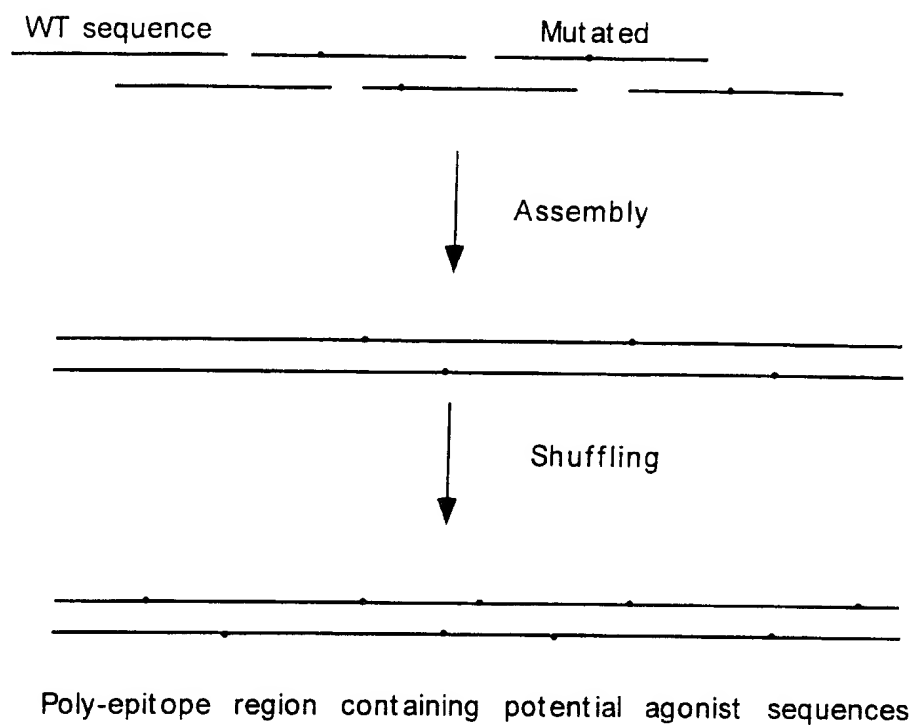 WT sequence
Mutated
Assembly
Shuffling
Poly-epitope region containing potential agonist sequences